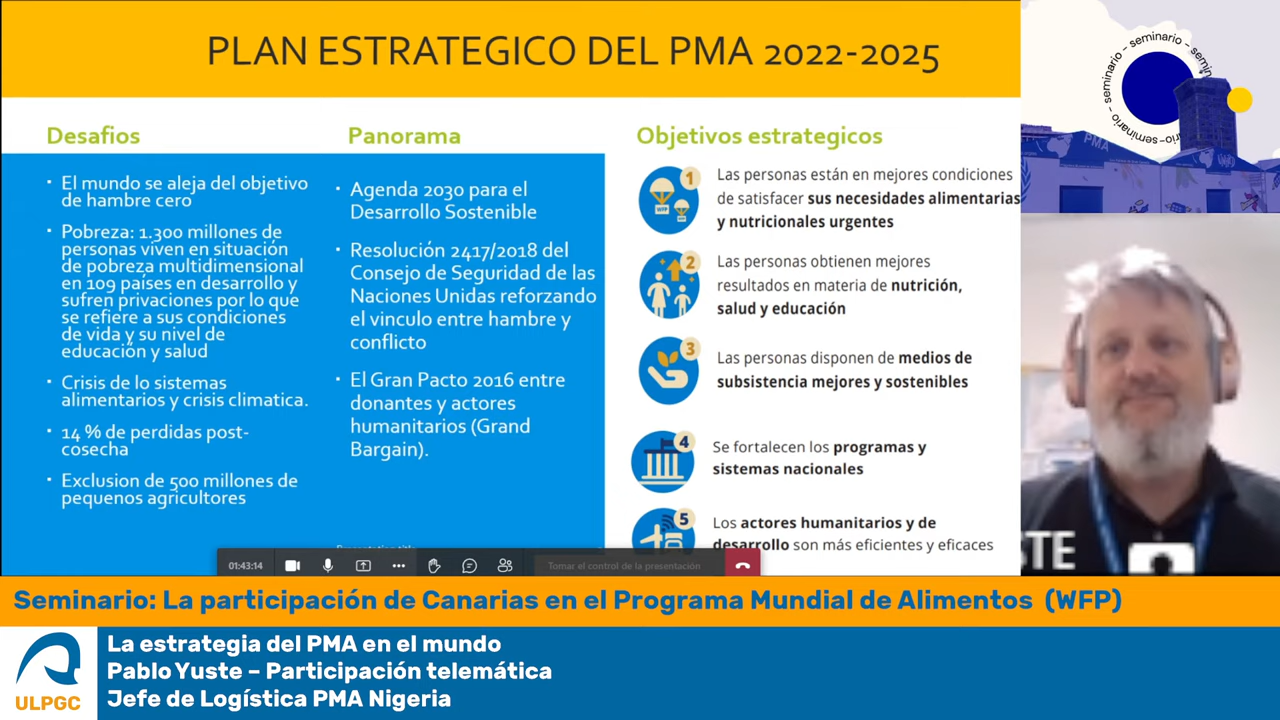 PLAN ESTRATEGICO DEL PMA 2022-2025
Desafios
· El mundo se aleja del objetivo
de hambre cero
· Pobreza: 1.300 millones de
personas viven en situación
de pobreza multidimensional
en 109 países en desarrollo y
sufren privaciones por lo que
se refiere a sus condiciones
de vida y su nivel de
educación y salud
· Crisis de lo sistemas
alimentarios y crisis climatica.
· 14 % de perdidas post-
cosecha
· Exclusion de 500 millones de
pequenos agricultores
Panorama
· Agenda 2030 para el
Desarrollo Sostenible
· Resolución 2417/2018 del
Consejo de Seguridad de las
Naciones Unidas reforzando
el vinculo entre hambre y
conflicto
· El Gran Pacto 2016 entre
donantes y actores
humanitarios (Grand
Bargain).
Objetivos estrategicos
1
WFP
Las personas están en mejores condiciones
de satisfacer sus necesidades alimentarias
y nutricionales urgentes
2
Las personas obtienen mejores
resultados en materia de nutrición,
salud y educación
3
Las personas disponen de medios de
subsistencia mejores y sostenibles
4
Se fortalecen los programas y
sistemas nacionales
5
Los actores humanitarios y de
desarrollo son más eficientes y eficaces
01:43:14
Tomar el control de la presentación
- seminario - seminario - seminario - seminario
PMA
STE
Seminario: La participación de Canarias en el Programa Mundial de Alimentos (WFP)
ULPGC
La estrategia del PMA en el mundo
Pablo Yuste – Participación telemática
Jefe de Logística PMA Nigeria